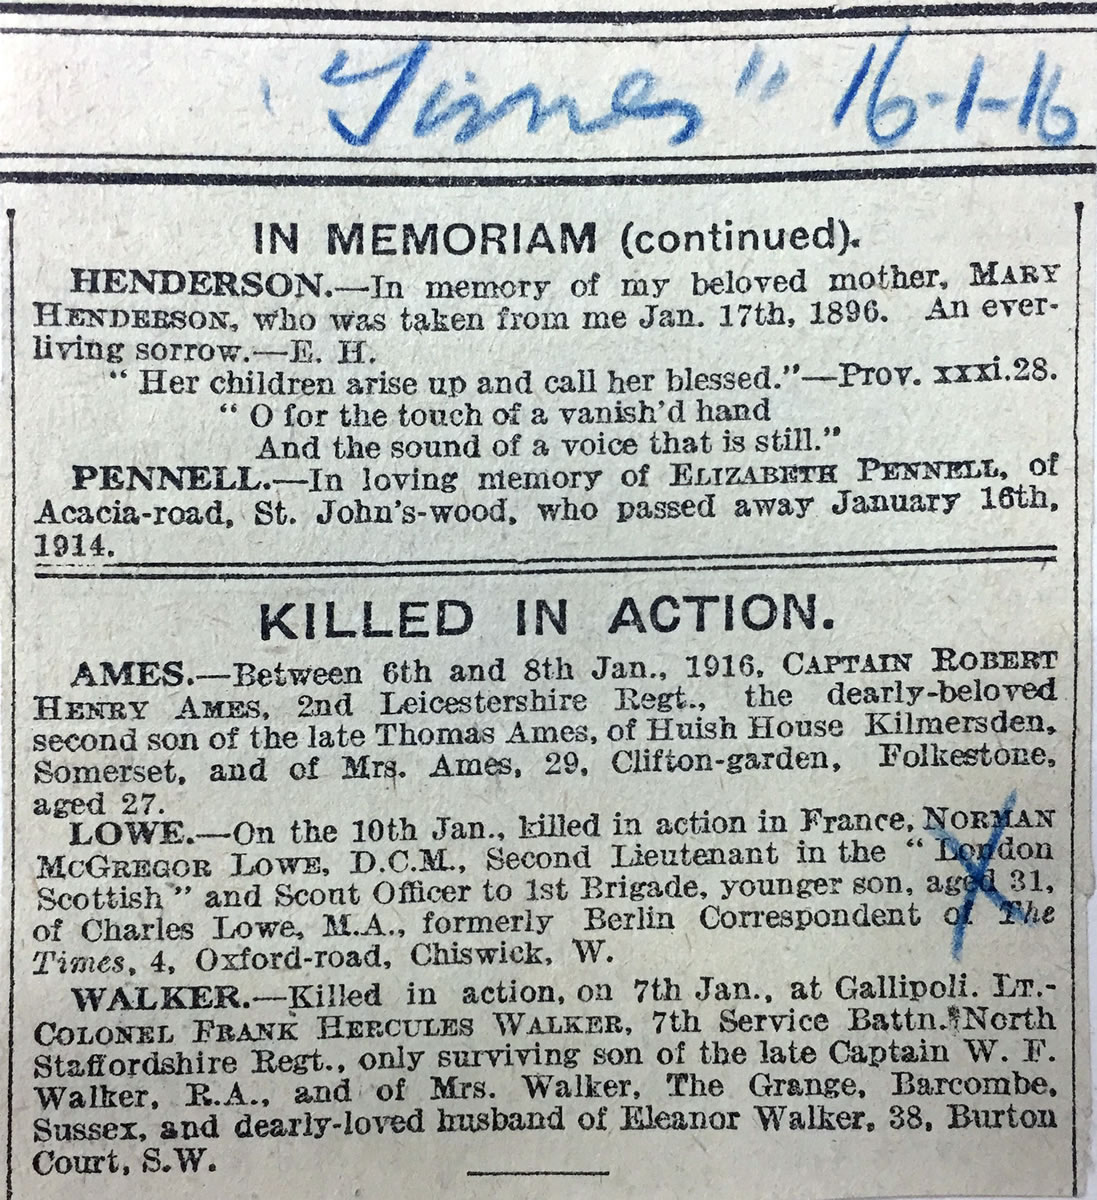 "Times" 16-1-16
IN MEMORIAM (continued).
HENDERSON.—In memory of my beloved mother, MARY
HENDERSON, who was taken from me Jan. 17th, 1896. An ever-
living sorrow.—E. H.
"Her children arise up and call her blessed."—Prov. xxxi.28.
"O for the touch of a vanish'd hand
And the sound of a voice that is still."
PENNELL.—In loving memory of ELIZABETH PENNELL, of
Acacia-road, St. John's-wood, who passed away January 16th,
1914.
KILLED IN ACTION.
AMES.—Between 6th and 8th Jan., 1916, CAPTAIN ROBERT
HENRY AMES, 2nd Leicestershire Regt., the dearly-beloved
second son of the late Thomas Ames, of Huish House Kilmersden,
Somerset, and of Mrs. Ames, 29, Clifton-garden, Folkestone,
aged 27.
LOWE.—On the 10th Jan., killed in action in France, NORMAN
MCGREGOR LOWE, D.C.M., Second Lieutenant in the "London
Scottish" and Scout Officer to 1st Brigade, younger son, aged 31,
of Charles Lowe, M.A., formerly Berlin Correspondent of The
Times, 4, Oxford-road, Chiswick, W.
WALKER.—Killed in action, on 7th Jan., at Gallipoli. LT.-
COLONEL FRANK HERCULES WALKER, 7th Service Battn. North
Staffordshire Regt., only surviving son of the late Captain W. F.
Walker, R.A., and of Mrs. Walker, The Grange, Barcombe,
Sussex, and dearly-loved husband of Eleanor Walker, 38, Burton
Court, S.W.